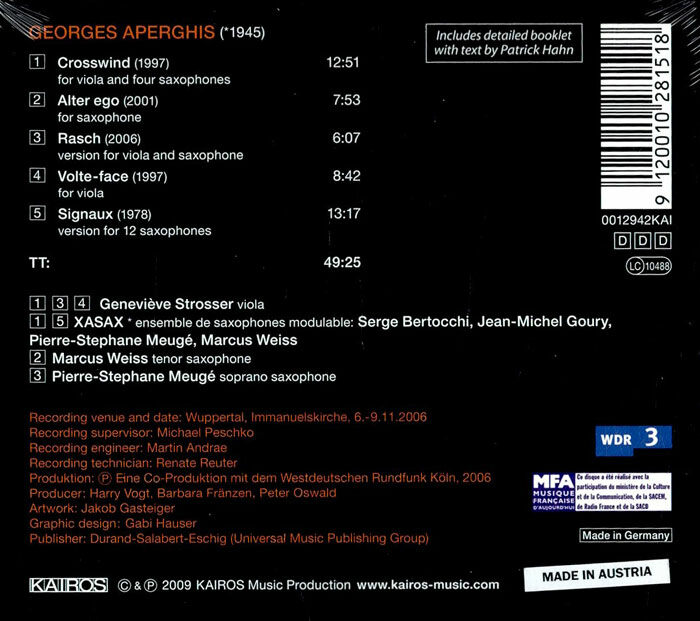 GEORGES APERGHIS (*1945)
Includes detailed booklet
with text by Patrick Hahn
1 Crosswind (1997) 12:51
for viola and four saxophones
2 Alter ego (2001) 7:53
for saxophone
3 Rasch (2006) 6:07
version for viola and saxophone
4 Volte-face (1997) 8:42
for viola
5 Signaux (1978) 13:17
version for 12 saxophones
TT: 49:25
9 120010 281518
0012942KAI
D D D
LC 10488
1 3 4 Geneviève Strosser viola
1 5 XASAX * ensemble de saxophones modulable: Serge Bertocchi, Jean-Michel Goury,
Pierre-Stephane Meugé, Marcus Weiss
2 Marcus Weiss tenor saxophone
3 Pierre-Stephane Meugé soprano saxophone
Recording venue and date: Wuppertal, Immanuelskirche, 6.-9.11.2006
Recording supervisor: Michael Peschko
Recording engineer: Martin Andrae
Recording technician: Renate Reuter
Produktion: ℗ Eine Co-Produktion mit dem Westdeutschen Rundfunk Köln, 2006
Producer: Harry Vogt, Barbara Fränzen, Peter Oswald
Artwork: Jakob Gasteiger
Graphic design: Gabi Hauser
Publisher: Durand-Salabert-Eschig (Universal Music Publishing Group)
WDR 3
MFA
MUSIQUE
FRANÇAISE
D'AUJOURD'HUI
Ce disque a été réalisé avec la
participation du ministère de la Culture
et de la Communication, de la SACEM,
de Radio France et de la SACD
Made in Germany
MADE IN AUSTRIA
KAIROS © & ℗ 2009 KAIROS Music Production www.kairos-music.com